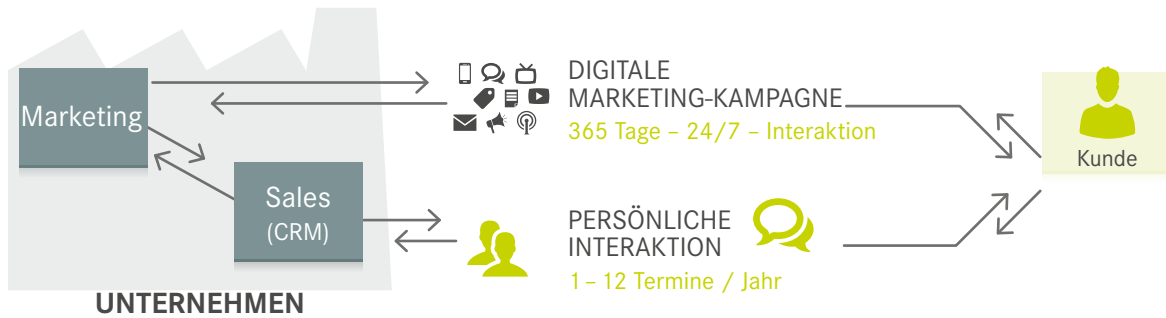 Marketing
Sales
(CRM)
UNTERNEHMEN
DIGITALE
MARKETING-KAMPAGNE
365 Tage – 24/7 – Interaktion
PERSÖNLICHE
INTERAKTION
1 – 12 Termine / Jahr
Kunde